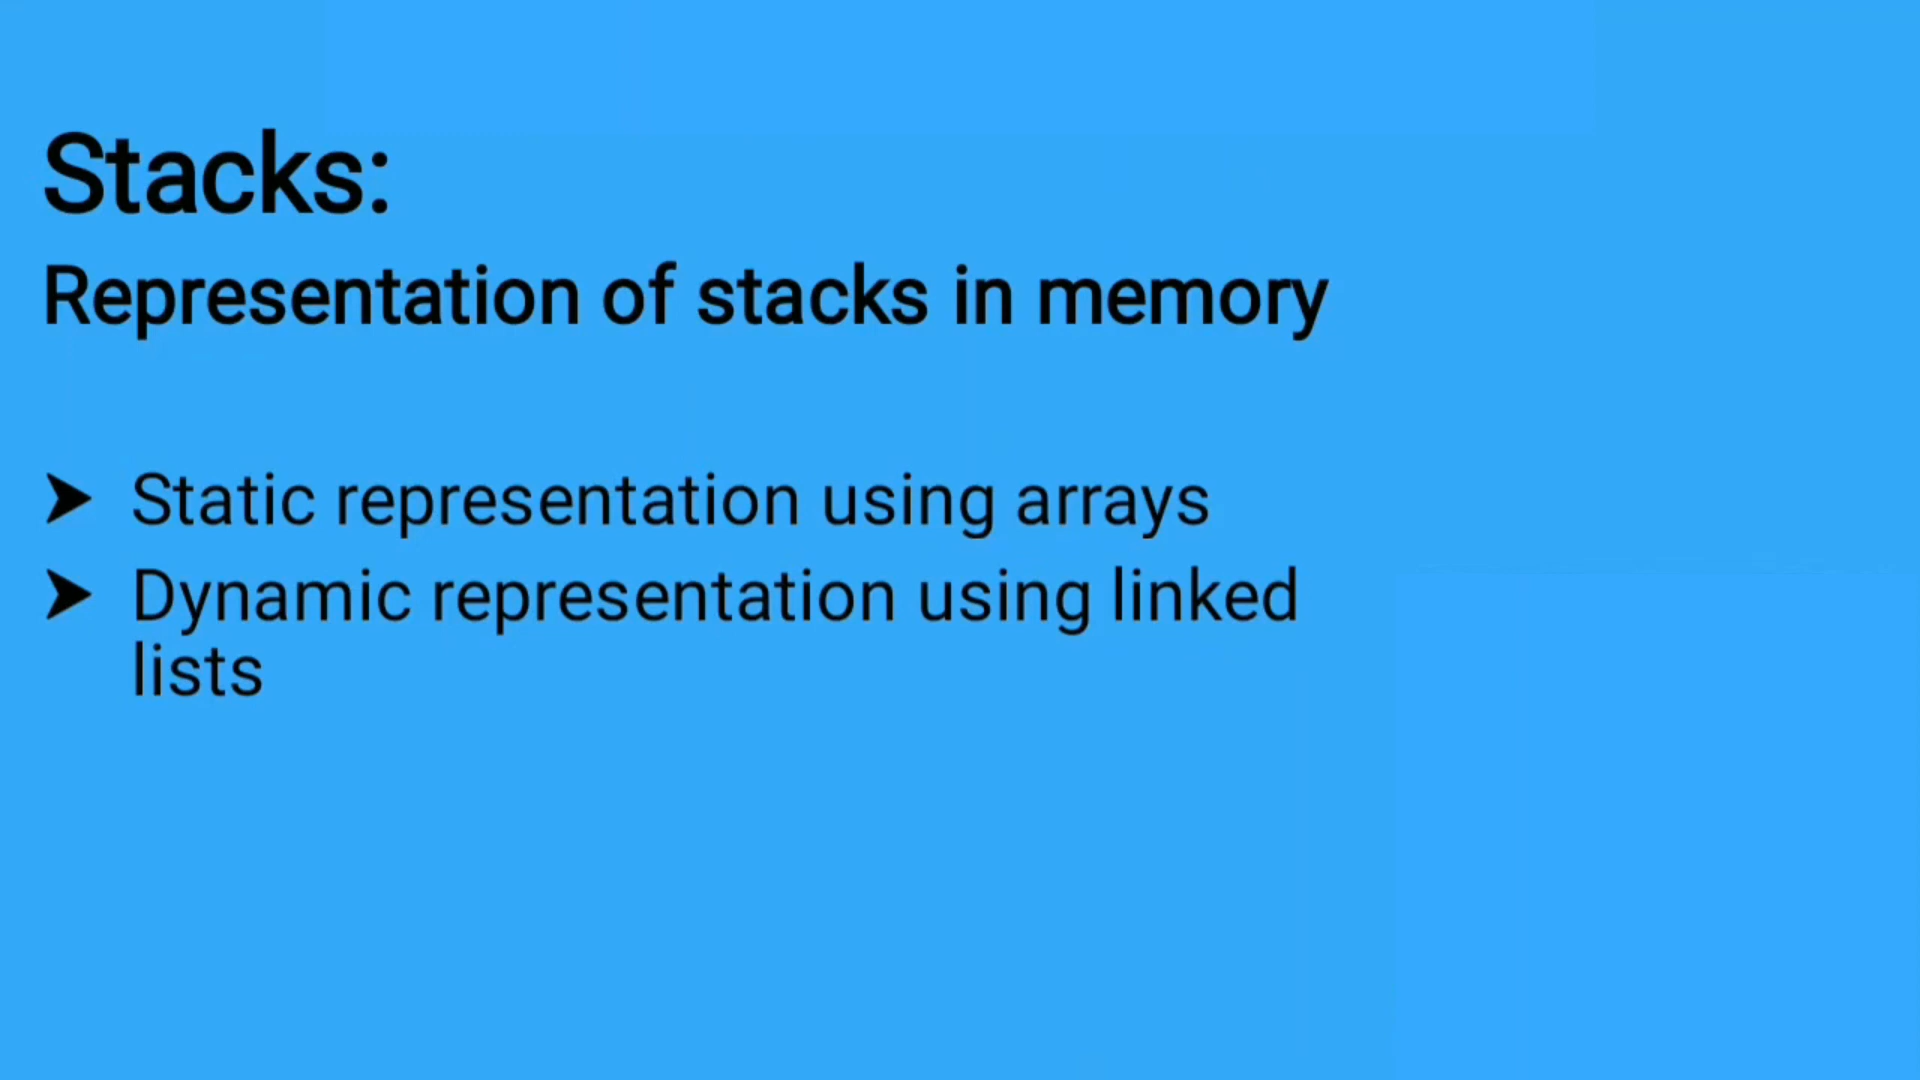 Stacks:
Representation of stacks in memory
➤ Static representation using arrays
➤ Dynamic representation using linked
lists